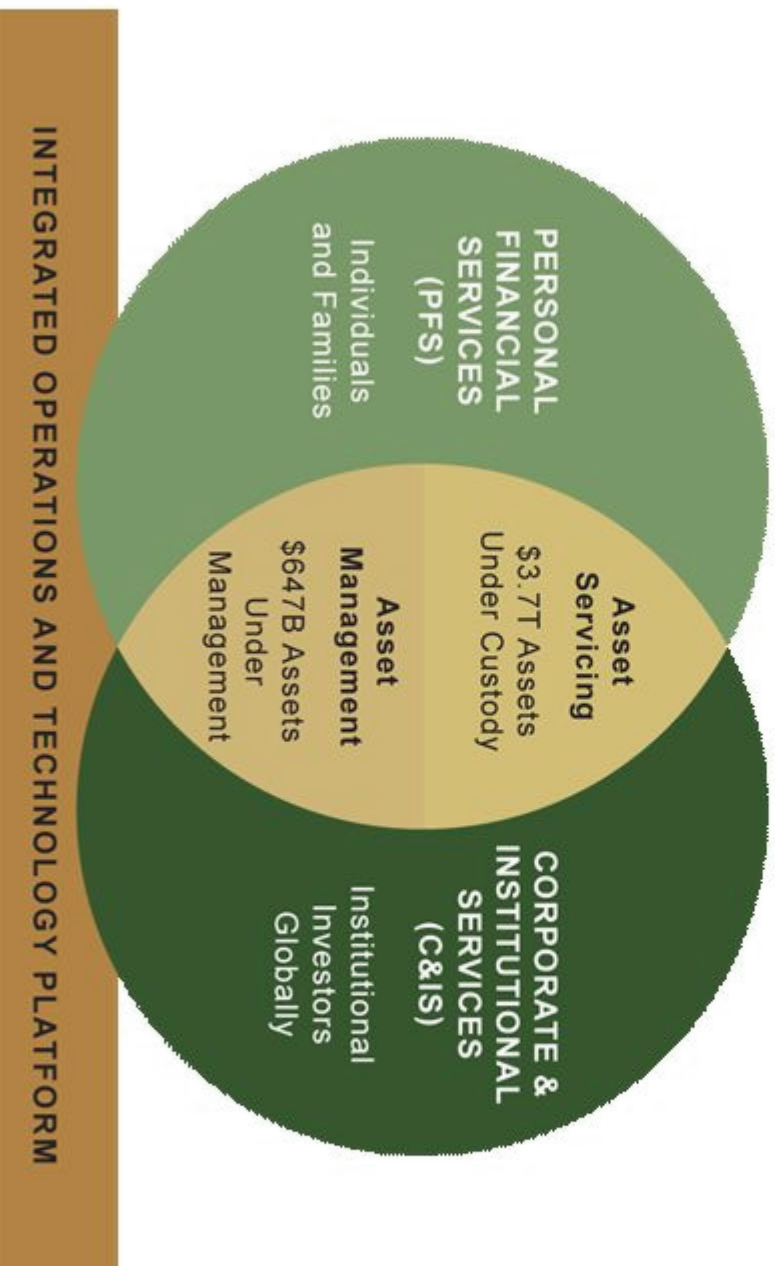 PERSONAL
FINANCIAL
SERVICES
(PFS)
Individuals
and Families
Asset
Servicing
$3.7T Assets
Under Custody
Asset
Management
$647B Assets
Under
Management
CORPORATE &
INSTITUTIONAL
SERVICES
(C&IS)
Institutional
Investors
Globally
INTEGRATED OPERATIONS AND TECHNOLOGY PLATFORM